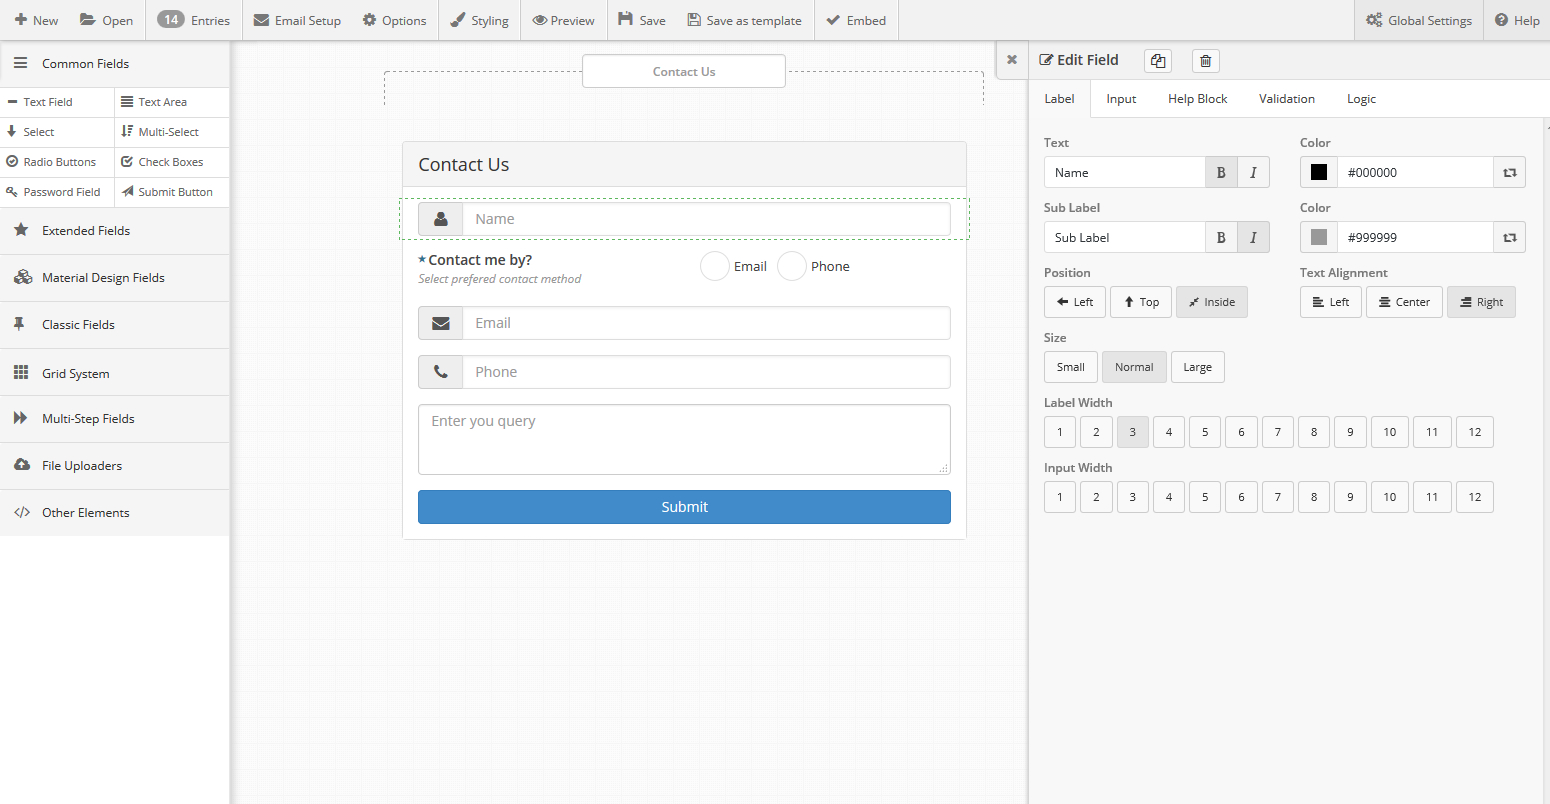 New Open 14 Entries Email Setup Options Styling Preview Save Save as template Embed Global Settings Help
Common Fields
Text Field Text Area
Select Multi-Select
Radio Buttons Check Boxes
Password Field Submit Button
Extended Fields
Material Design Fields
Classic Fields
Grid System
Multi-Step Fields
File Uploaders
Other Elements
Contact Us
Contact Us
Name
*Contact me by?
Select prefered contact method
Email Phone
Email
Phone
Enter you query
Submit
Edit Field
Label Input Help Block Validation Logic
Text Color
Name B I #000000
Sub Label Color
Sub Label B I #999999
Position Text Alignment
Left Top Inside Left Center Right
Size
Small Normal Large
Label Width
1 2 3 4 5 6 7 8 9 10 11 12
Input Width
1 2 3 4 5 6 7 8 9 10 11 12